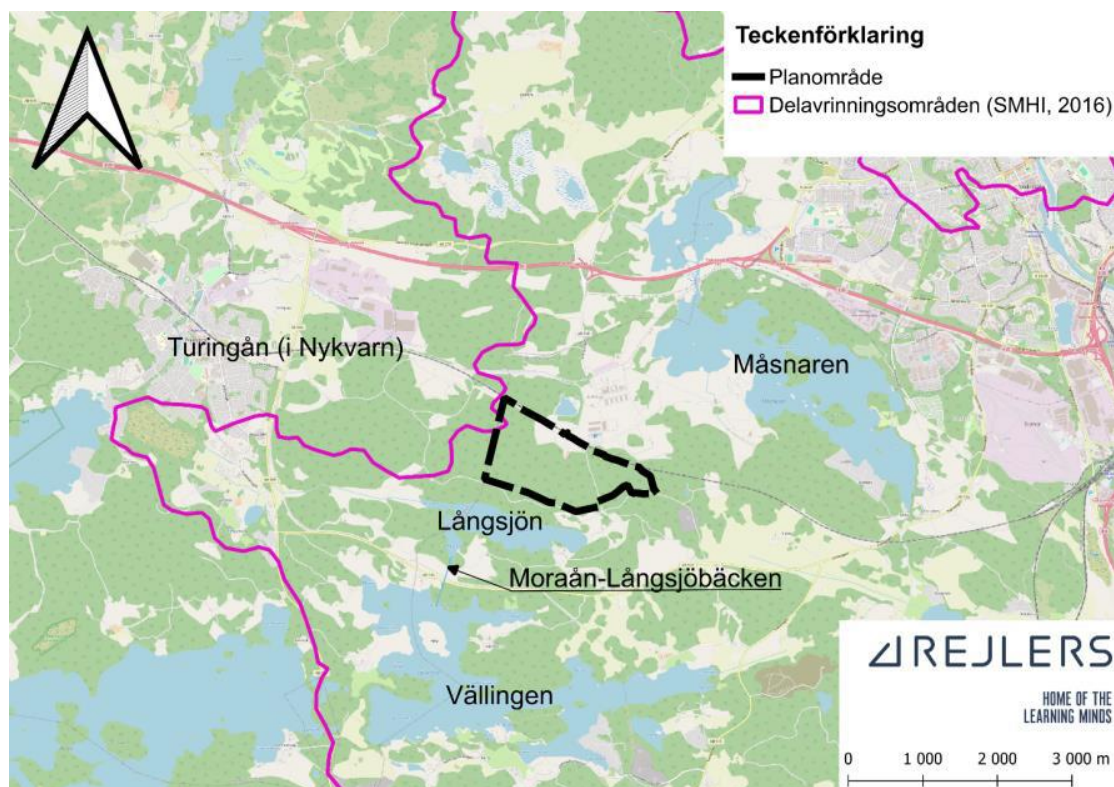 Teckenförklaring
Planområde
Delavrinningsområden (SMHI, 2016)
Turingån (i Nykvarn)
Måsnaren
Långsjön
Moraån-Långsjöbäcken
Vällingen
REJLERS
HOME OF THE
LEARNING MINDS
0 1 000 2 000 3 000 m